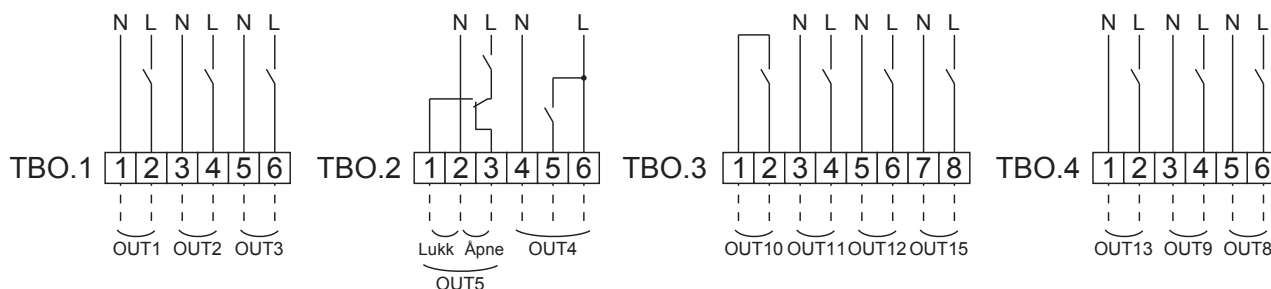 N L N L N L N L N L N L N L N L N L N L N L
TBO.1 1 2 3 4 5 6 TBO.2 1 2 3 4 5 6 TBO.3 1 2 3 4 5 6 7 8 TBO.4 1 2 3 4 5 6
OUT1 OUT2 OUT3 Lukk Åpne OUT4 OUT10 OUT11 OUT12 OUT15 OUT13 OUT9 OUT8
OUT5